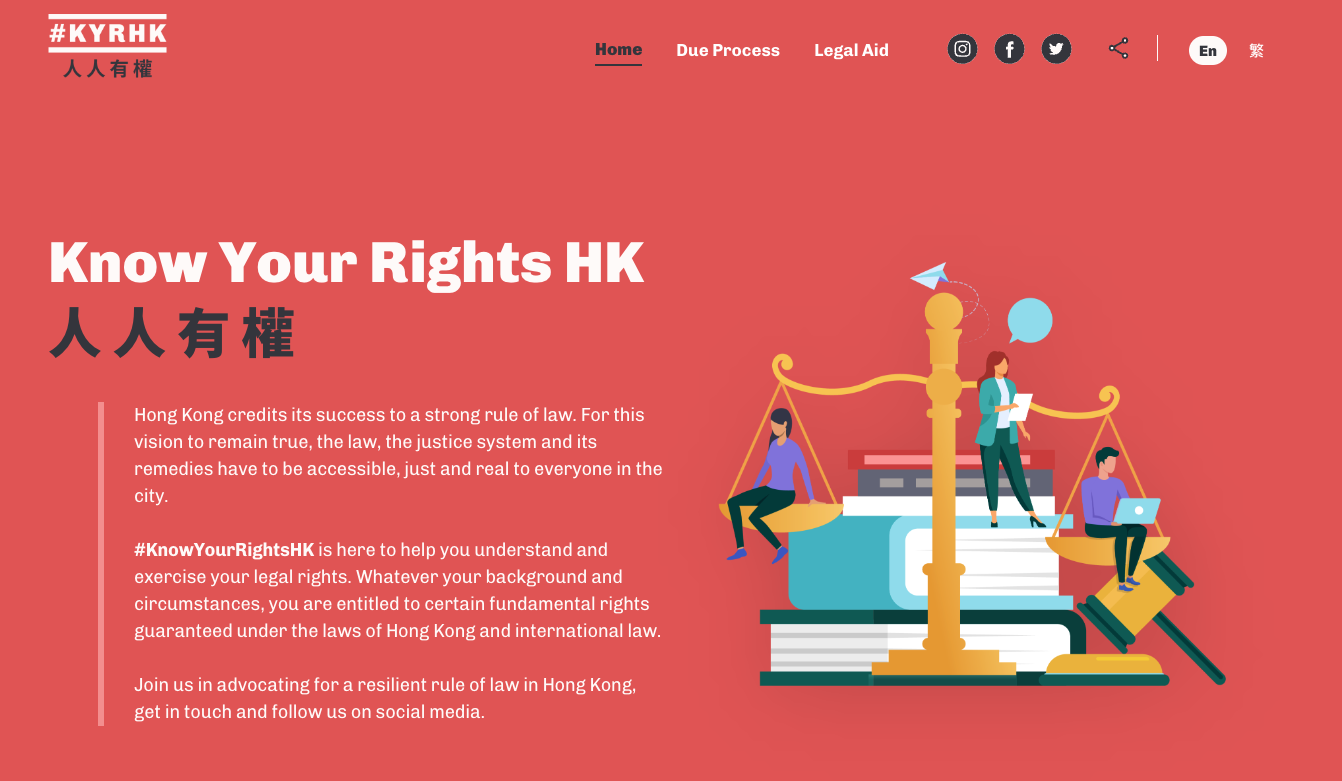 #KYRHK
人人有權
Home
Due Process
Legal Aid
En
繁
Know Your Rights HK
人人有權
Hong Kong credits its success to a strong rule of law. For this
vision to remain true, the law, the justice system and its
remedies have to be accessible, just and real to everyone in the
city.
#KnowYourRightsHK is here to help you understand and
exercise your legal rights. Whatever your background and
circumstances, you are entitled to certain fundamental rights
guaranteed under the laws of Hong Kong and international law.
Join us in advocating for a resilient rule of law in Hong Kong,
get in touch and follow us on social media.